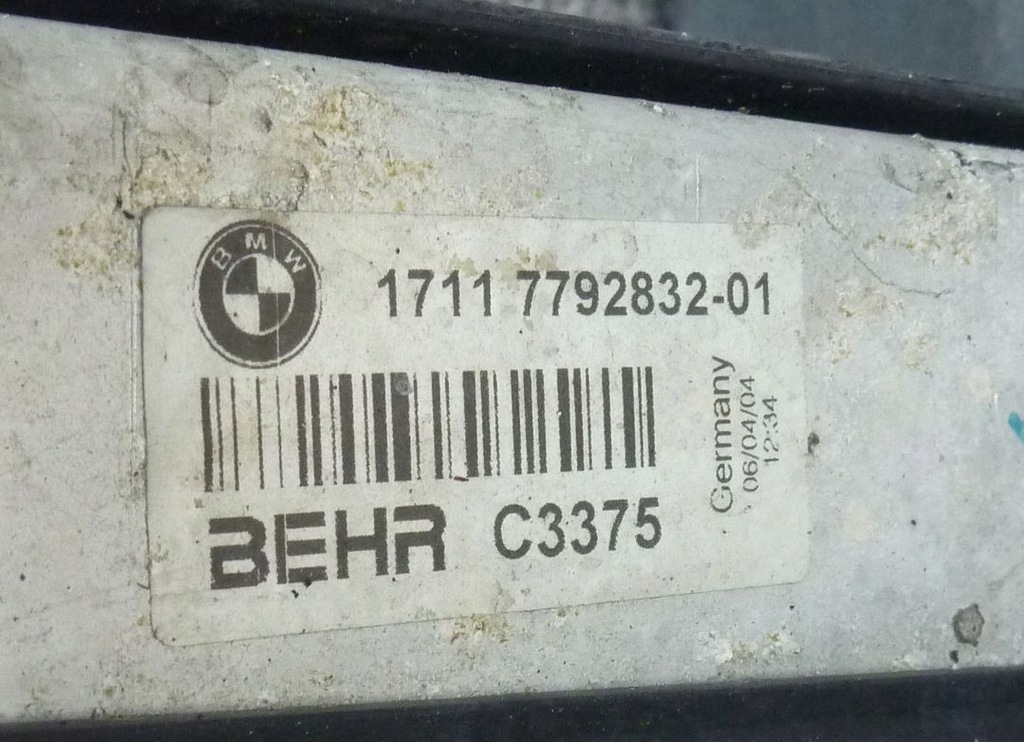 BMW
1711 7792832-01
Germany
06/04/04
12:34
BEHR C3375